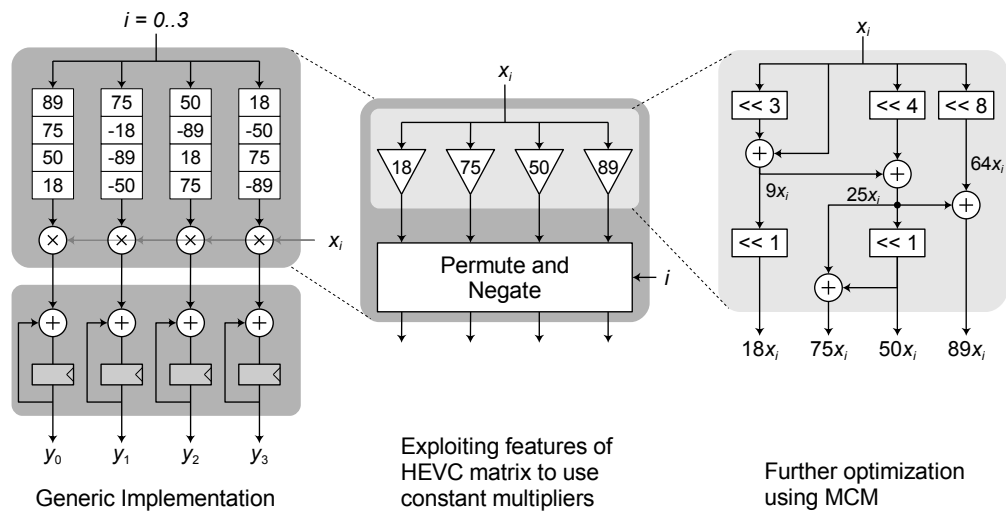 i = 0..3
89 75 50 18
75 -18 -89 -50
50 -89 18 75
18 -50 75 -89
× × × × xᵢ
+ + + +
y₀ y₁ y₂ y₃
Generic Implementation
xᵢ
18 75 50 89
Permute and
Negate
i
Exploiting features of
HEVC matrix to use
constant multipliers
xᵢ
<< 3 << 4 << 8
+
+
64xᵢ
9xᵢ 25xᵢ +
<< 1 << 1
+
18xᵢ 75xᵢ 50xᵢ 89xᵢ
Further optimization
using MCM